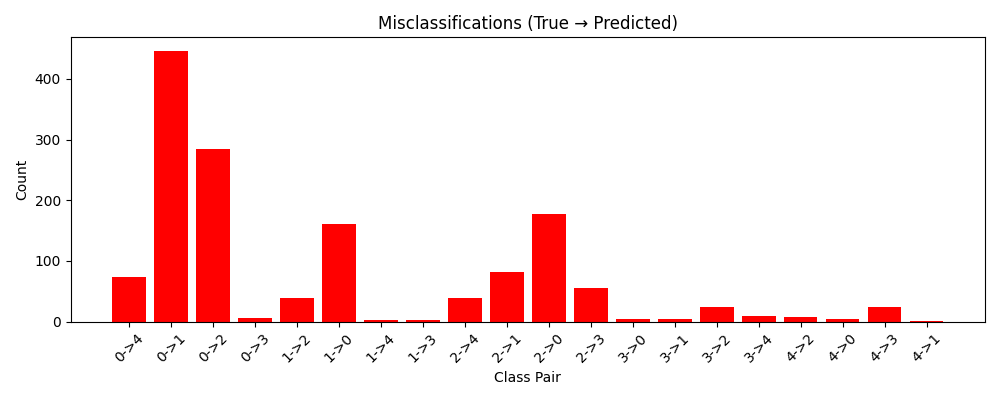 Misclassifications (True → Predicted)
400
300
200
100
0
Count
0->4 0->1 0->2 0->3 1->2 1->0 1->4 1->3 2->4 2->1 2->0 2->3 3->0 3->1 3->2 3->4 4->2 4->0 4->3 4->1
Class Pair